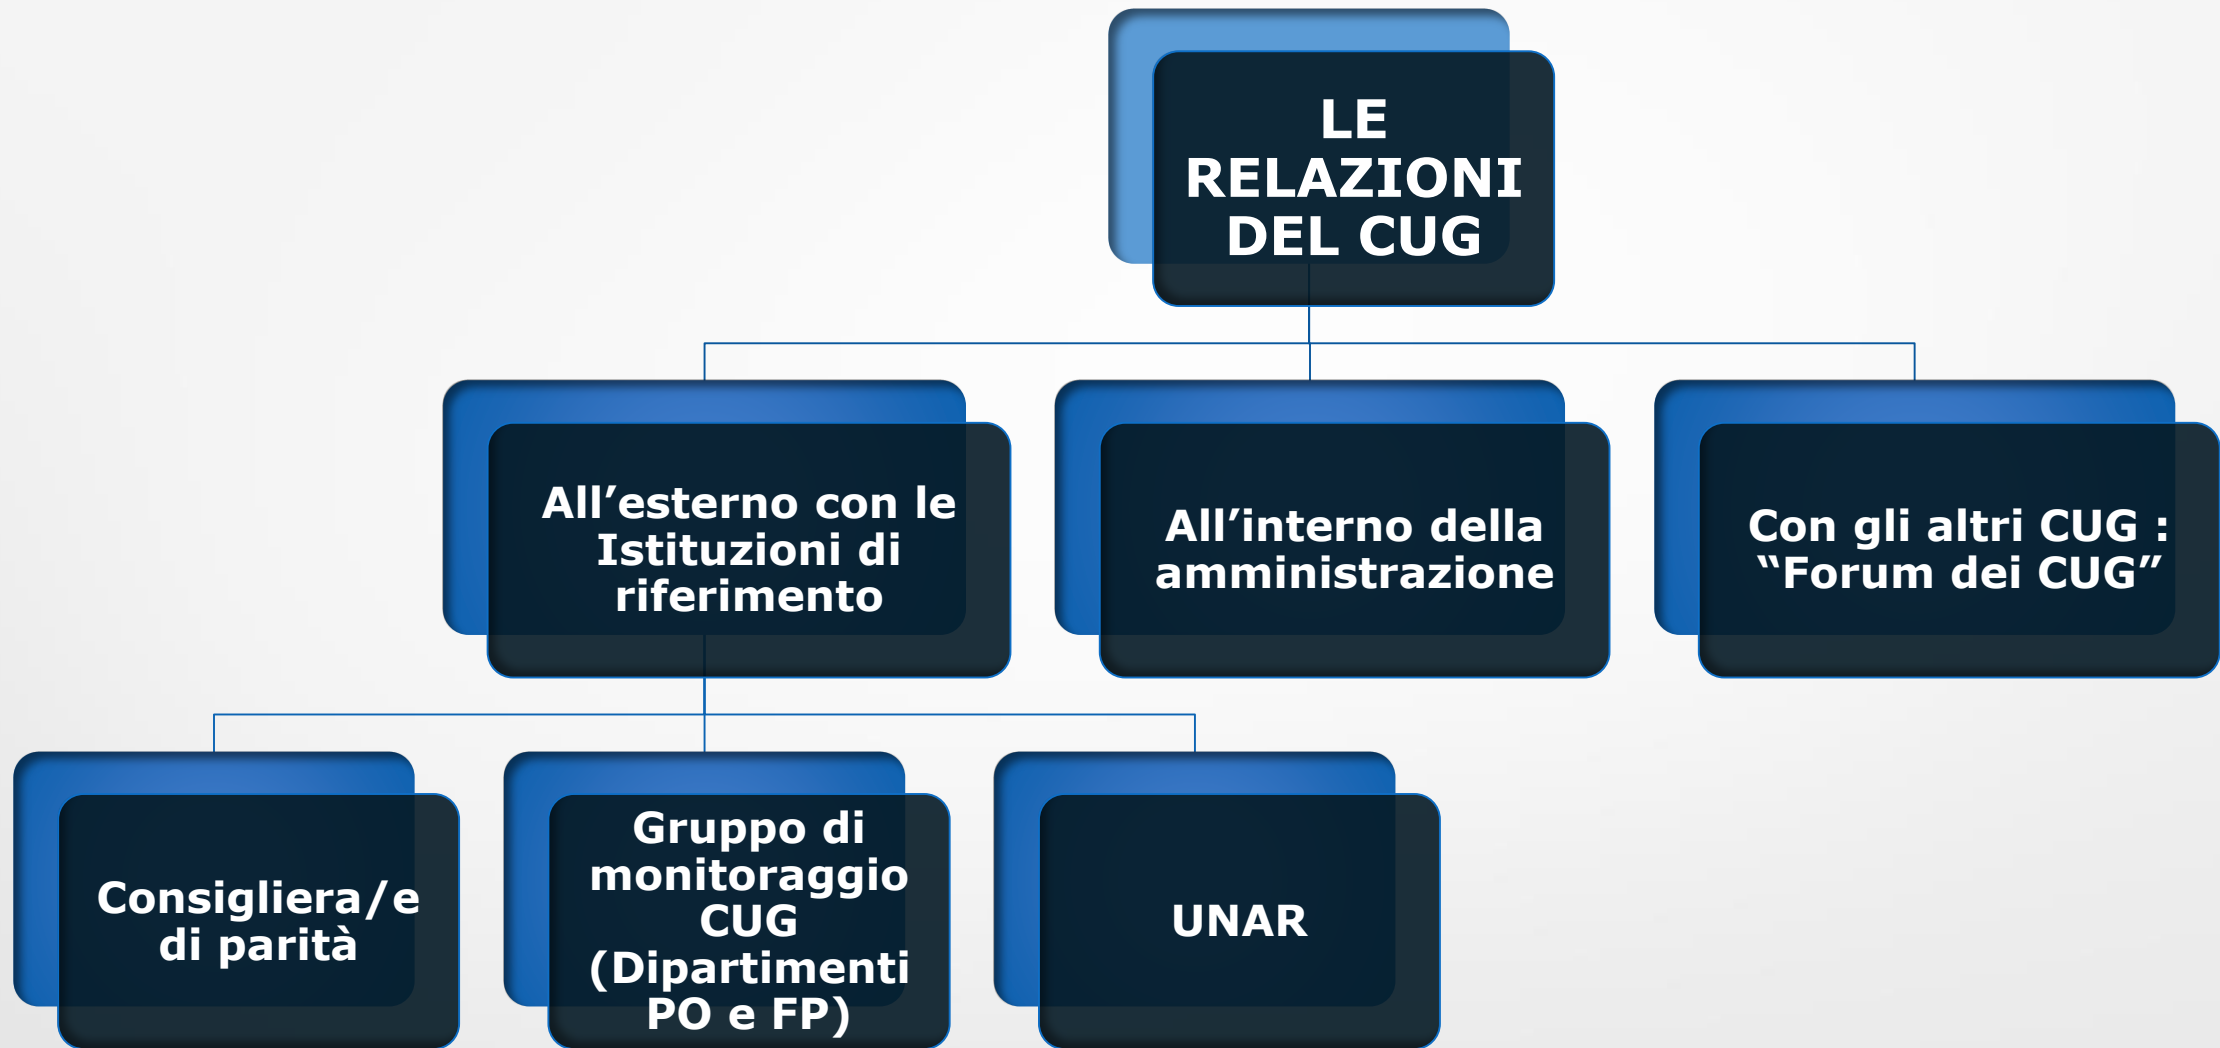 LE
RELAZIONI
DEL CUG
All’esterno con le
Istituzioni di
riferimento
All’interno della
amministrazione
Con gli altri CUG :
“Forum dei CUG”
Consigliera/e
di parità
Gruppo di
monitoraggio
CUG
(Dipartimenti
PO e FP)
UNAR